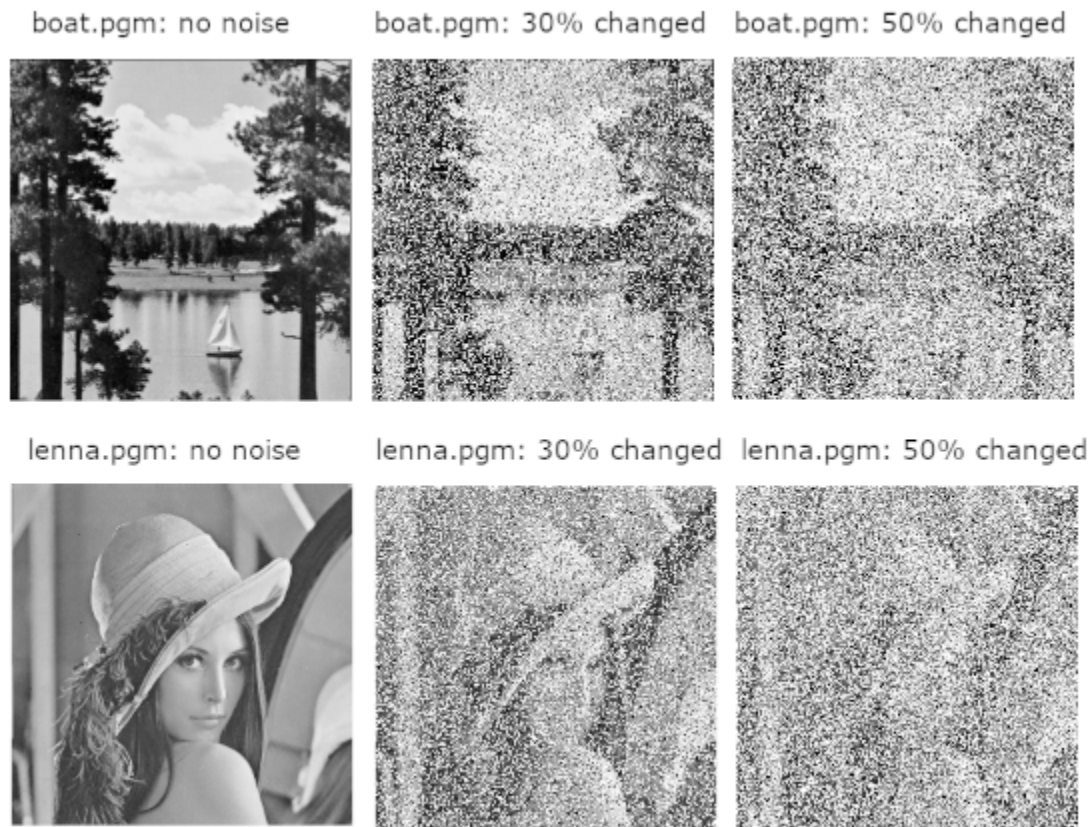 boat.pgm: no noise
boat.pgm: 30% changed
boat.pgm: 50% changed
lenna.pgm: no noise
lenna.pgm: 30% changed
lenna.pgm: 50% changed